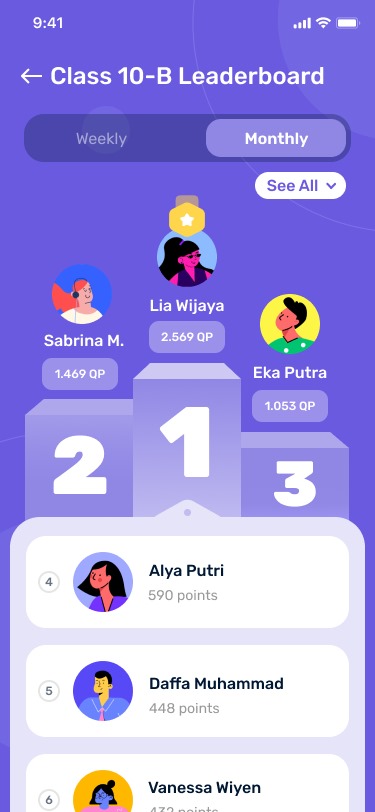 9:41
Class 10-B Leaderboard
Weekly
Monthly
See All
Lia Wijaya
2.569 QP
Sabrina M.
1.469 QP
Eka Putra
1.053 QP
1
2
3
4
Alya Putri
590 points
5
Daffa Muhammad
448 points
6
Vanessa Wiyen
432 points